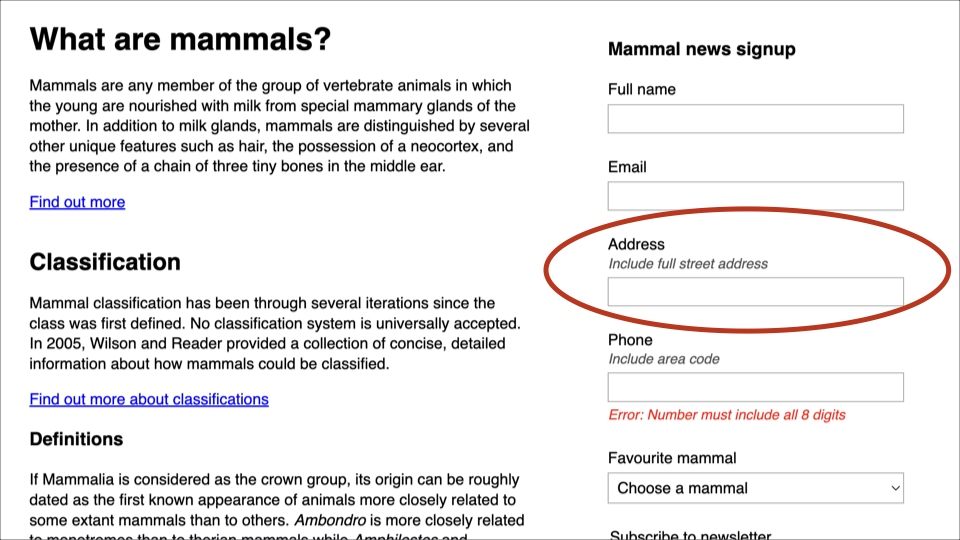 What are mammals?
Mammals are any member of the group of vertebrate animals in which
the young are nourished with milk from special mammary glands of the
mother. In addition to milk glands, mammals are distinguished by several
other unique features such as hair, the possession of a neocortex, and
the presence of a chain of three tiny bones in the middle ear.
Find out more
Classification
Mammal classification has been through several iterations since the
class was first defined. No classification system is universally accepted.
In 2005, Wilson and Reader provided a collection of concise, detailed
information about how mammals could be classified.
Find out more about classifications
Definitions
If Mammalia is considered as the crown group, its origin can be roughly
dated as the first known appearance of animals more closely related to
some extant mammals than to others. Ambondro is more closely related
to monotremes than to therian mammals while Amphilestes and
Mammal news signup
Full name
Email
Address
Include full street address
Phone
Include area code
Error: Number must include all 8 digits
Favourite mammal
Choose a mammal
Subscribe to newsletter